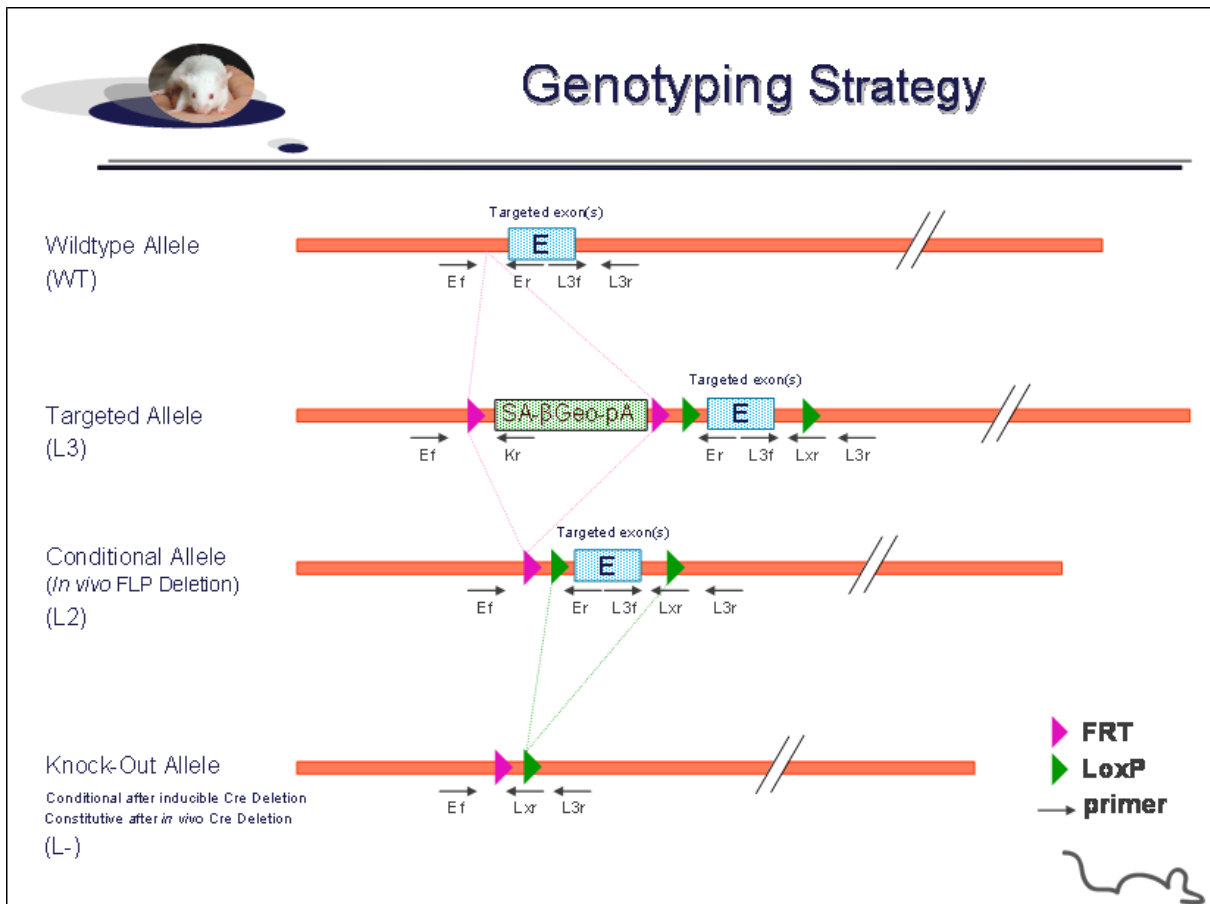 Genotyping Strategy
Targeted exon(s)
Wildtype Allele
(WT)
E
Ef Er L3f L3r
Targeted exon(s)
Targeted Allele
(L3)
SA-βGeo-pA E
Ef Kr Er L3f Lxr L3r
Targeted exon(s)
Conditional Allele
(In vivo FLP Deletion)
(L2)
E
Ef Er L3f Lxr L3r
Knock-Out Allele
Conditional after inducible Cre Deletion
Constitutive after in vivo Cre Deletion
(L-)
Ef Lxr L3r
FRT
LoxP
primer